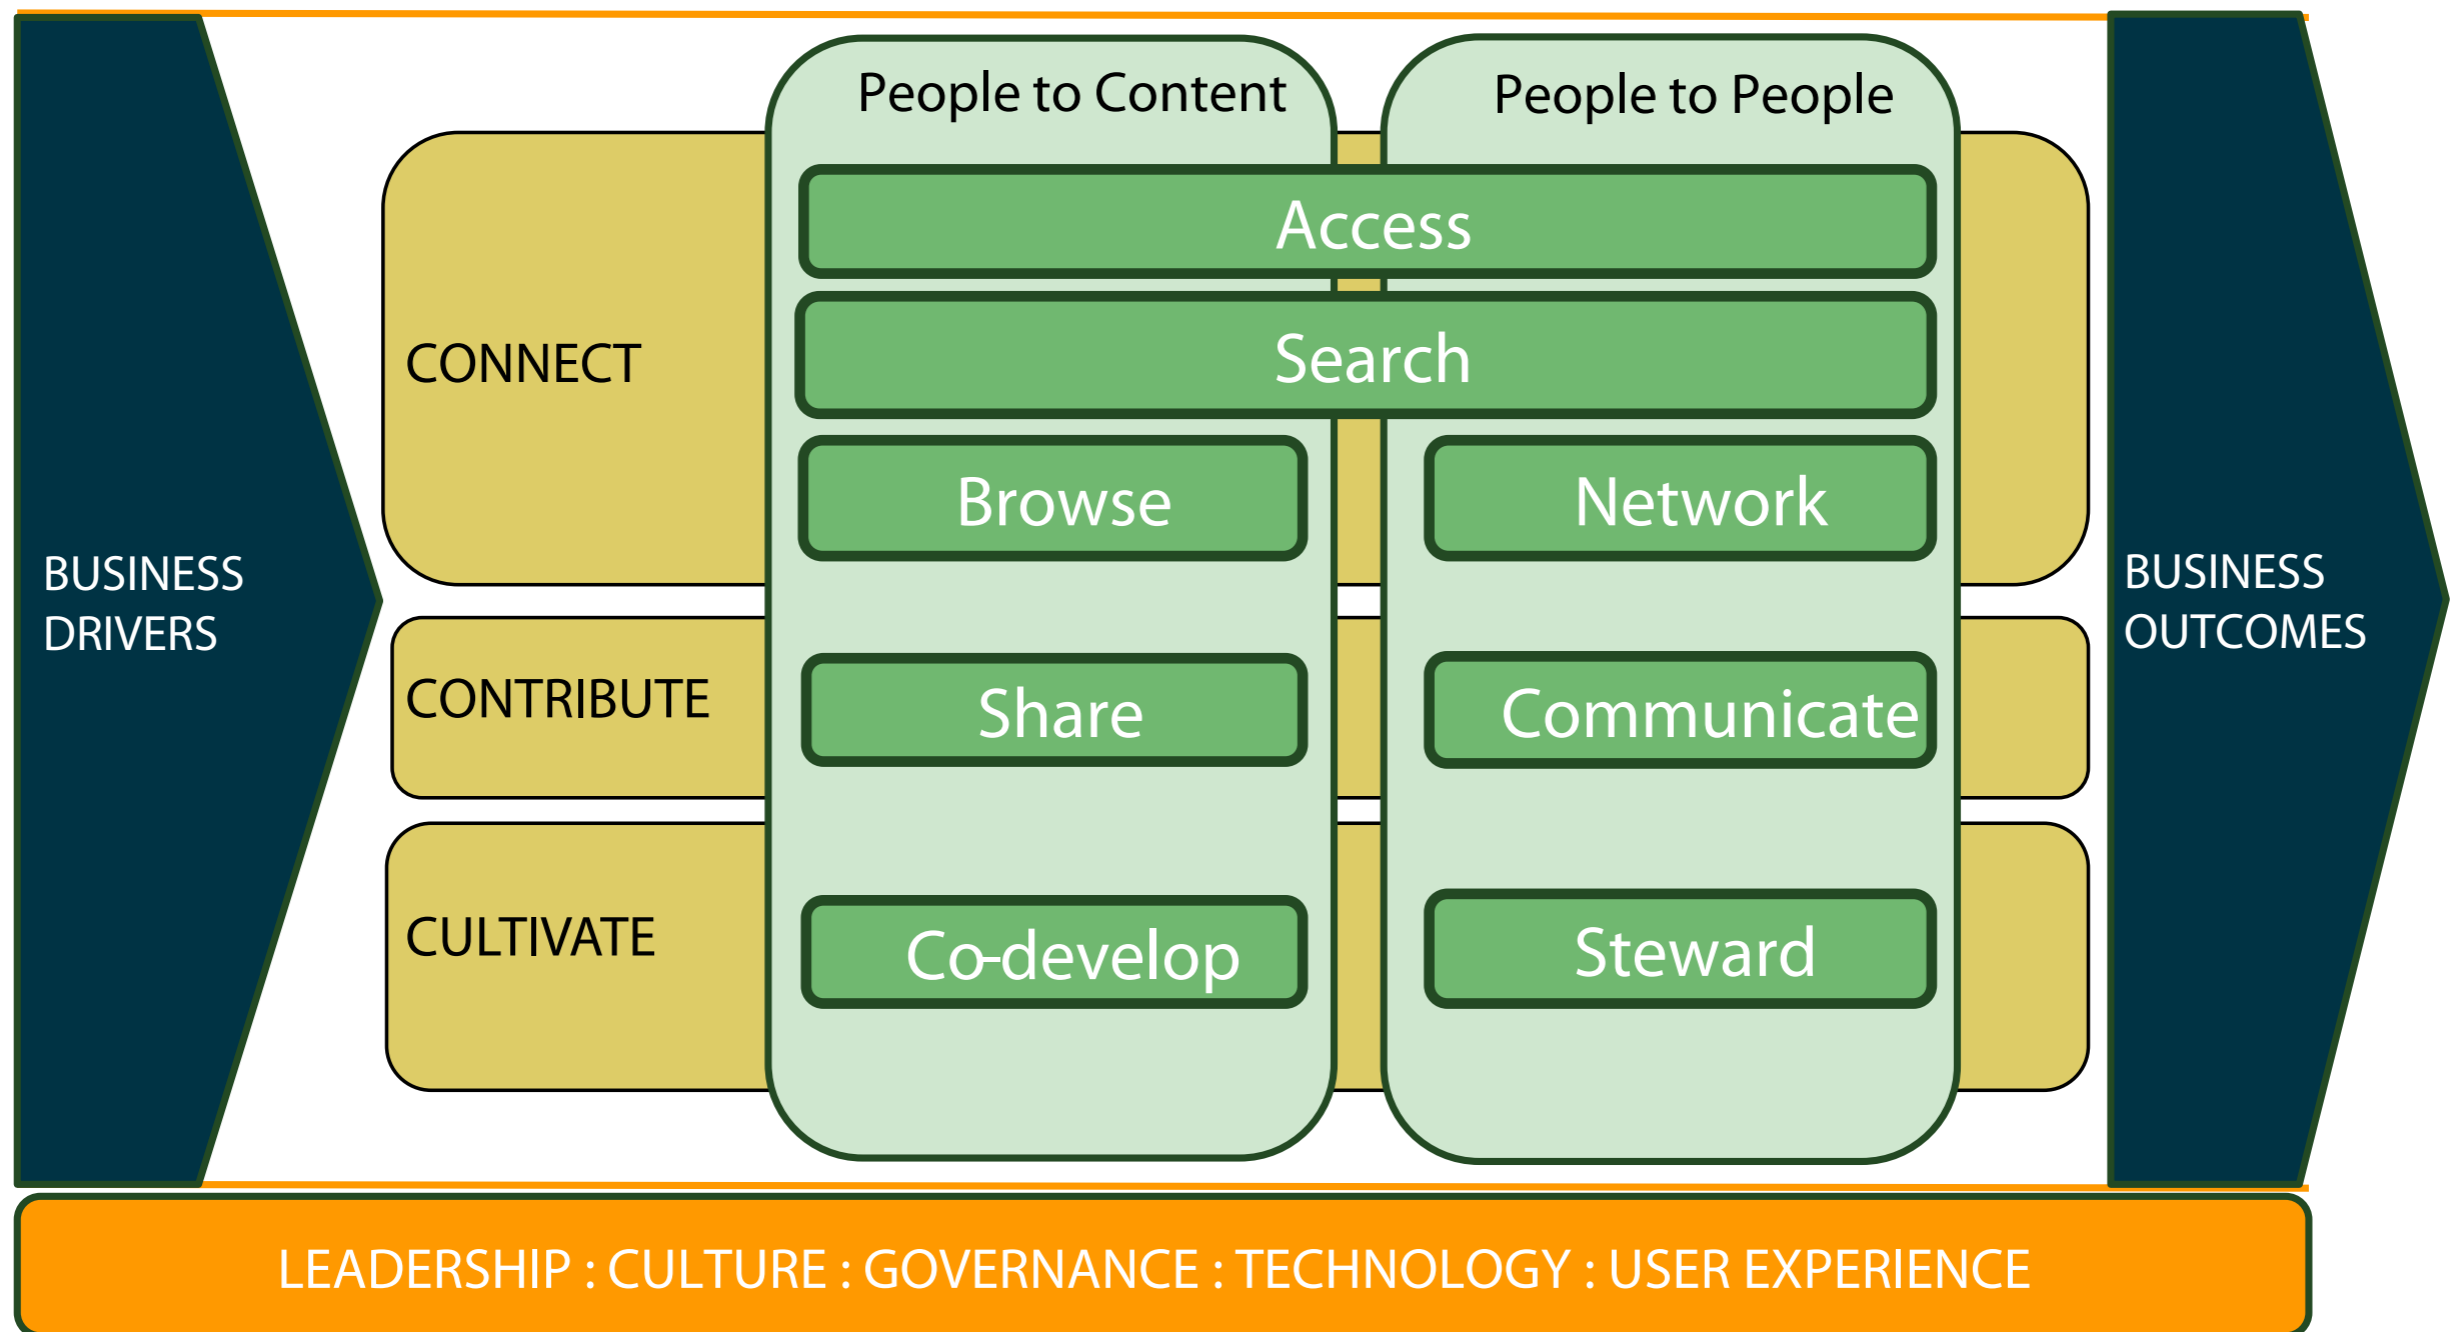 People to Content
People to People
Access
Search
CONNECT
Browse
Network
BUSINESS
DRIVERS
BUSINESS
OUTCOMES
CONTRIBUTE
Share
Communicate
CULTIVATE
Co-develop
Steward
LEADERSHIP : CULTURE : GOVERNANCE : TECHNOLOGY : USER EXPERIENCE